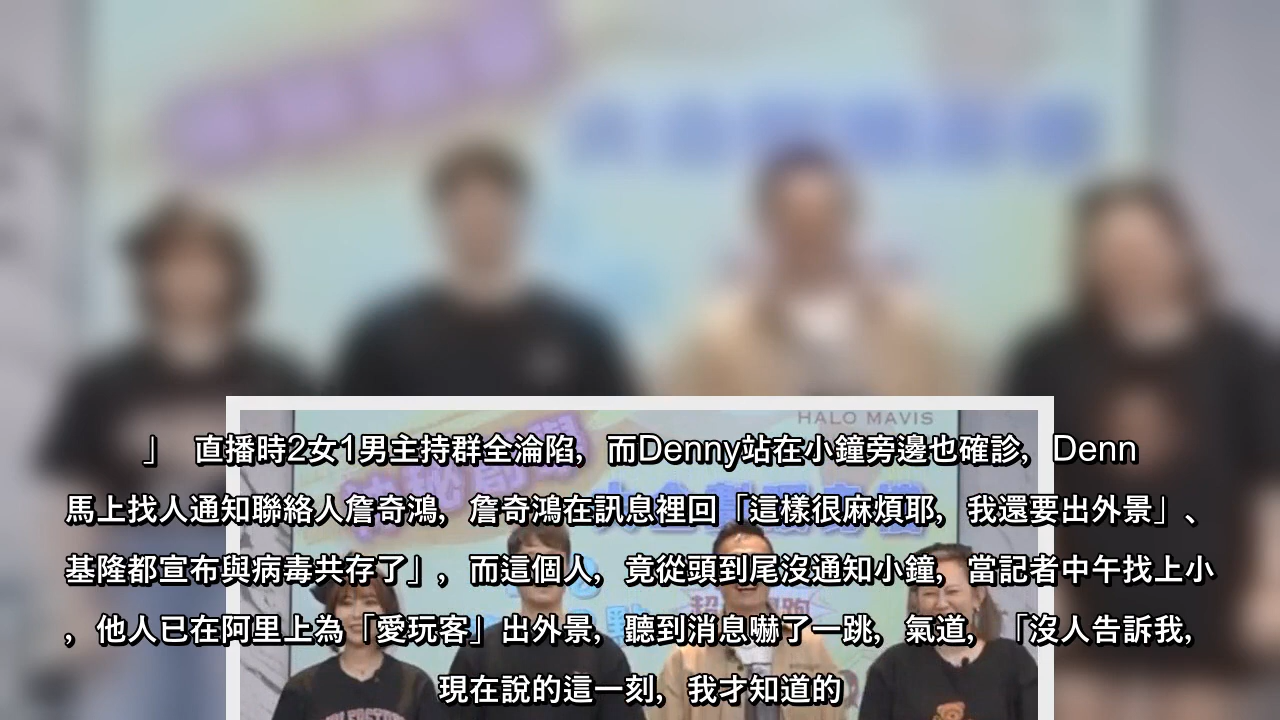 HALO MAVIS
」 直播時2女1男主持群全淪陷，而Denny站在小鐘旁邊也確診，Denn
馬上找人通知聯絡人詹奇鴻，詹奇鴻在訊息裡回「這樣很麻煩耶，我還要出外景」、
基隆都宣布與病毒共存了」，而這個人，竟從頭到尾沒通知小鐘，當記者中午找上小
，他人已在阿里上為「愛玩客」出外景，聽到消息嚇了一跳，氣道，「沒人告訴我，
現在說的這一刻，我才知道的